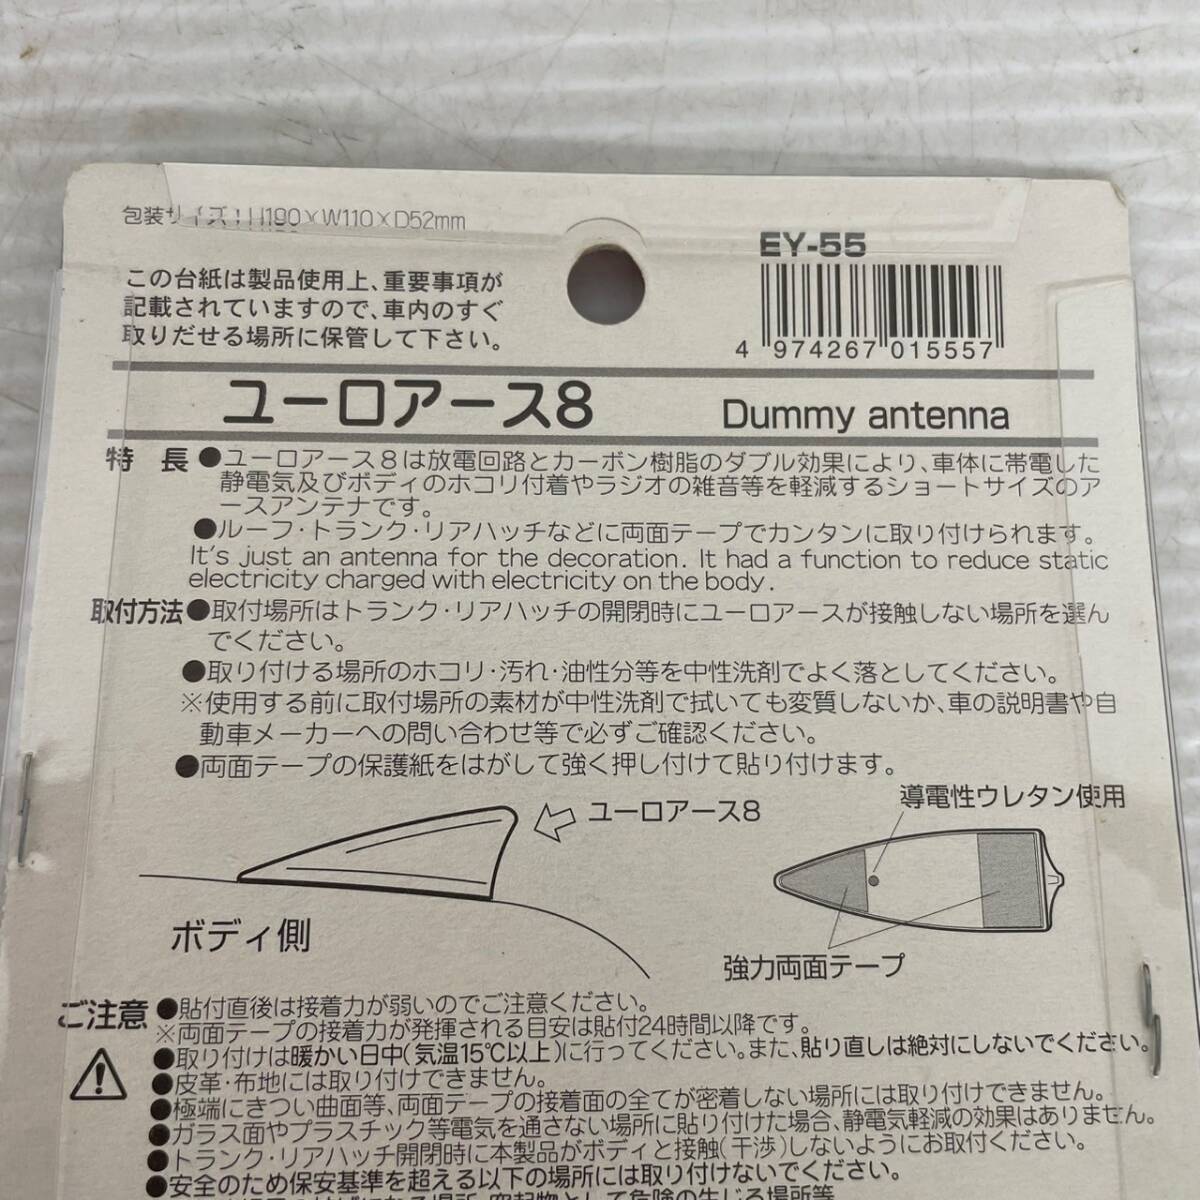 包装サイズ:H190×W110×D52mm
EY-55
この台紙は製品使用上、重要事項が
記載されていますので、車内のすぐ
取りだせる場所に保管して下さい。
4 974267 015557
ユーロアース8 Dummy antenna
特 長 ●ユーロアース8は放電回路とカーボン樹脂のダブル効果により、車体に帯電した
静電気及びボディのホコリ付着やラジオの雑音等を軽減するショートサイズのア
ースアンテナです。
●ルーフ・トランク・リアハッチなどに両面テープでカンタンに取り付けられます。
It's just an antenna for the decoration. It had a function to reduce static
electricity charged with electricity on the body.
取付方法 ●取付場所はトランク・リアハッチの開閉時にユーロアースが接触しない場所を選ん
でください。
●取り付ける場所のホコリ・汚れ・油性分等を中性洗剤でよく落としてください。
※使用する前に取付場所の素材が中性洗剤で拭いても変質しないか、車の説明書や自
動車メーカーへの問い合わせ等で必ずご確認ください。
●両面テープの保護紙をはがして強く押し付けて貼り付けます。
導電性ウレタン使用
ユーロアース8
ボディ側
強力両面テープ
ご注意 ●貼付直後は接着力が弱いのでご注意ください。
※両面テープの接着力が発揮される目安は貼付24時間以降です。
●取り付けは暖かい日中(気温15℃以上)に行ってください。また、貼り直しは絶対にしないでください。
●皮革・布地には取り付けできません。
●極端にきつい曲面等、両面テープの接着面の全てが密着しない場所には取り付けできません。
●ガラス面やプラスチック等電気を通さない場所に貼り付けた場合、静電気軽減の効果はありません。
●トランク・リアハッチ開閉時に本製品がボディと接触(干渉)しないようにお取付ください。
●安全のため保安基準を超える以下の場所には取り付けないでください。